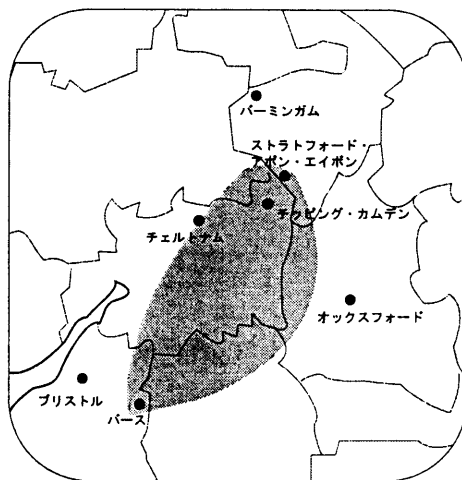 バーミンガム
ストラトフォード・
アポン・エイボン
チッピング・カムデン
チェルトナム
オックスフォード
ブリストル
バース